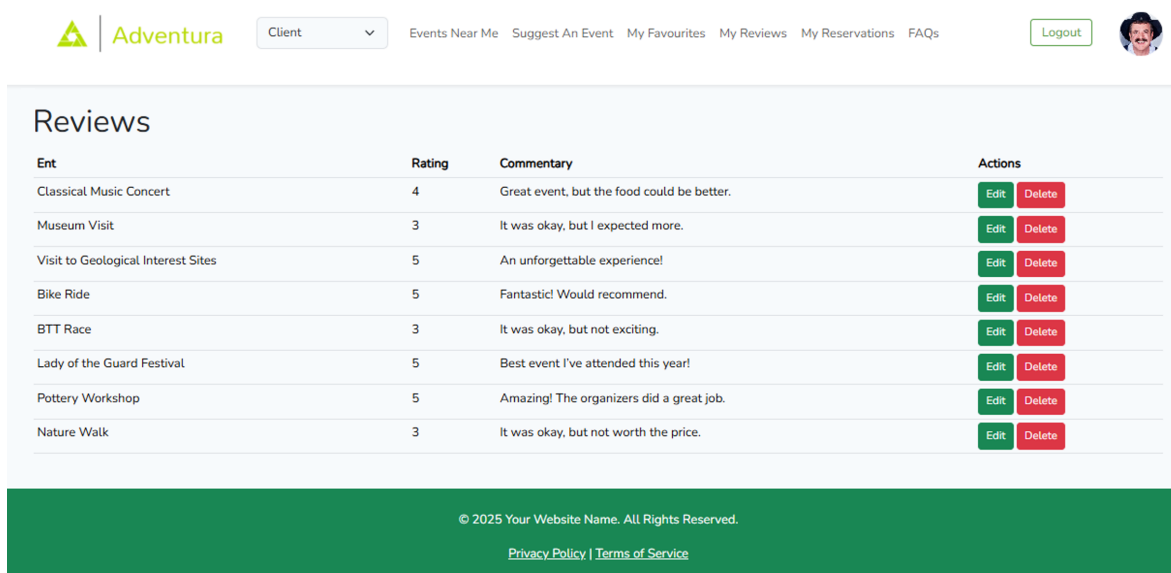 Adventura Client Events Near Me Suggest An Event My Favourites My Reviews My Reservations FAQs Logout
Reviews
Ent Rating Commentary Actions
Classical Music Concert 4 Great event, but the food could be better. Edit Delete
Museum Visit 3 It was okay, but I expected more. Edit Delete
Visit to Geological Interest Sites 5 An unforgettable experience! Edit Delete
Bike Ride 5 Fantastic! Would recommend. Edit Delete
BTT Race 3 It was okay, but not exciting. Edit Delete
Lady of the Guard Festival 5 Best event I've attended this year! Edit Delete
Pottery Workshop 5 Amazing! The organizers did a great job. Edit Delete
Nature Walk 3 It was okay, but not worth the price. Edit Delete
© 2025 Your Website Name. All Rights Reserved.
Privacy Policy | Terms of Service